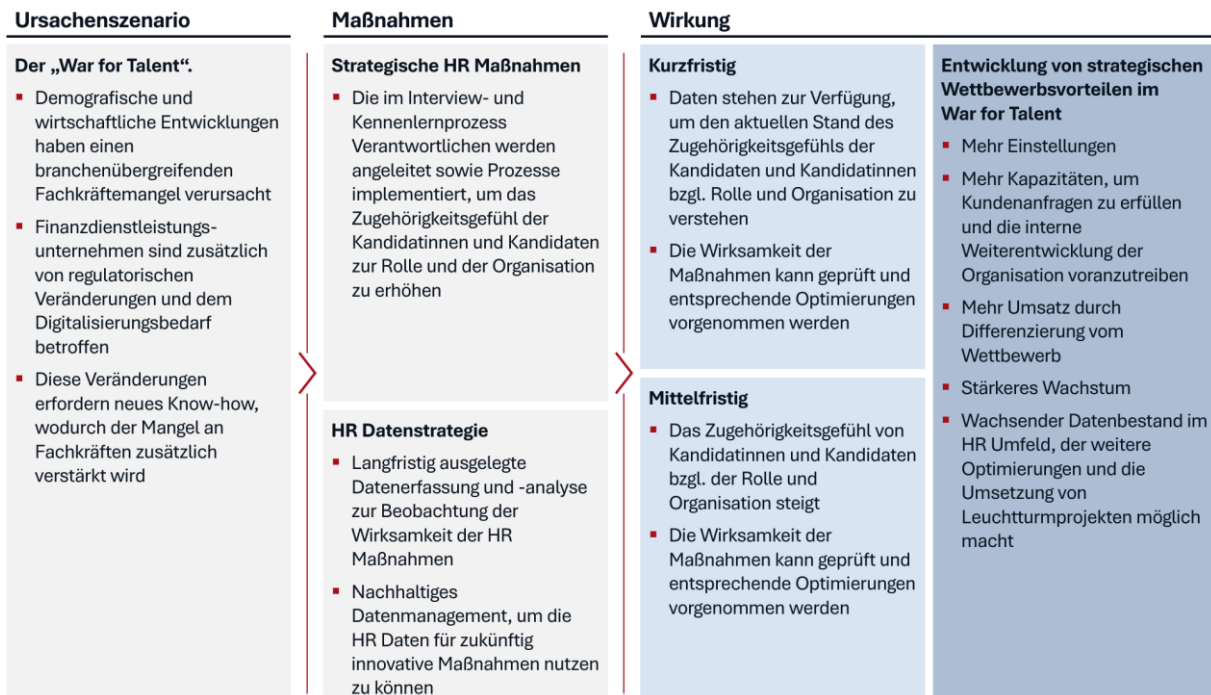 Ursachenszenario
Der „War for Talent“.
Demografische und
wirtschaftliche Entwicklungen
haben einen
branchenübergreifenden
Fachkräftemangel verursacht
Finanzdienstleistungs-
unternehmen sind zusätzlich
von regulatorischen
Veränderungen und dem
Digitalisierungsbedarf
betroffen
Diese Veränderungen
erfordern neues Know-how,
wodurch der Mangel an
Fachkräften zusätzlich
verstärkt wird
Maßnahmen
Strategische HR Maßnahmen
Die im Interview- und
Kennenlernprozess
Verantwortlichen werden
angeleitet sowie Prozesse
implementiert, um das
Zugehörigkeitsgefühl der
Kandidatinnen und Kandidaten
zur Rolle und der Organisation
zu erhöhen
HR Datenstrategie
Langfristig ausgelegte
Datenerfassung und -analyse
zur Beobachtung der
Wirksamkeit der HR
Maßnahmen
Nachhaltiges
Datenmanagement, um die
HR Daten für zukünftig
innovative Maßnahmen nutzen
zu können
Wirkung
Kurzfristig
Daten stehen zur Verfügung,
um den aktuellen Stand des
Zugehörigkeitsgefühls der
Kandidaten und Kandidatinnen
bzgl. Rolle und Organisation zu
verstehen
Die Wirksamkeit der
Maßnahmen kann geprüft und
entsprechende Optimierungen
vorgenommen werden
Mittelfristig
Das Zugehörigkeitsgefühl von
Kandidatinnen und Kandidaten
bzgl. der Rolle und
Organisation steigt
Die Wirksamkeit der
Maßnahmen kann geprüft und
entsprechende Optimierungen
vorgenommen werden
Entwicklung von strategischen
Wettbewerbsvorteilen im
War for Talent
Mehr Einstellungen
Mehr Kapazitäten, um
Kundenanfragen zu erfüllen
und die interne
Weiterentwicklung der
Organisation voranzutreiben
Mehr Umsatz durch
Differenzierung vom
Wettbewerb
Stärkeres Wachstum
Wachsender Datenbestand im
HR Umfeld, der weitere
Optimierungen und die
Umsetzung von
Leuchtturmprojekten möglich
macht